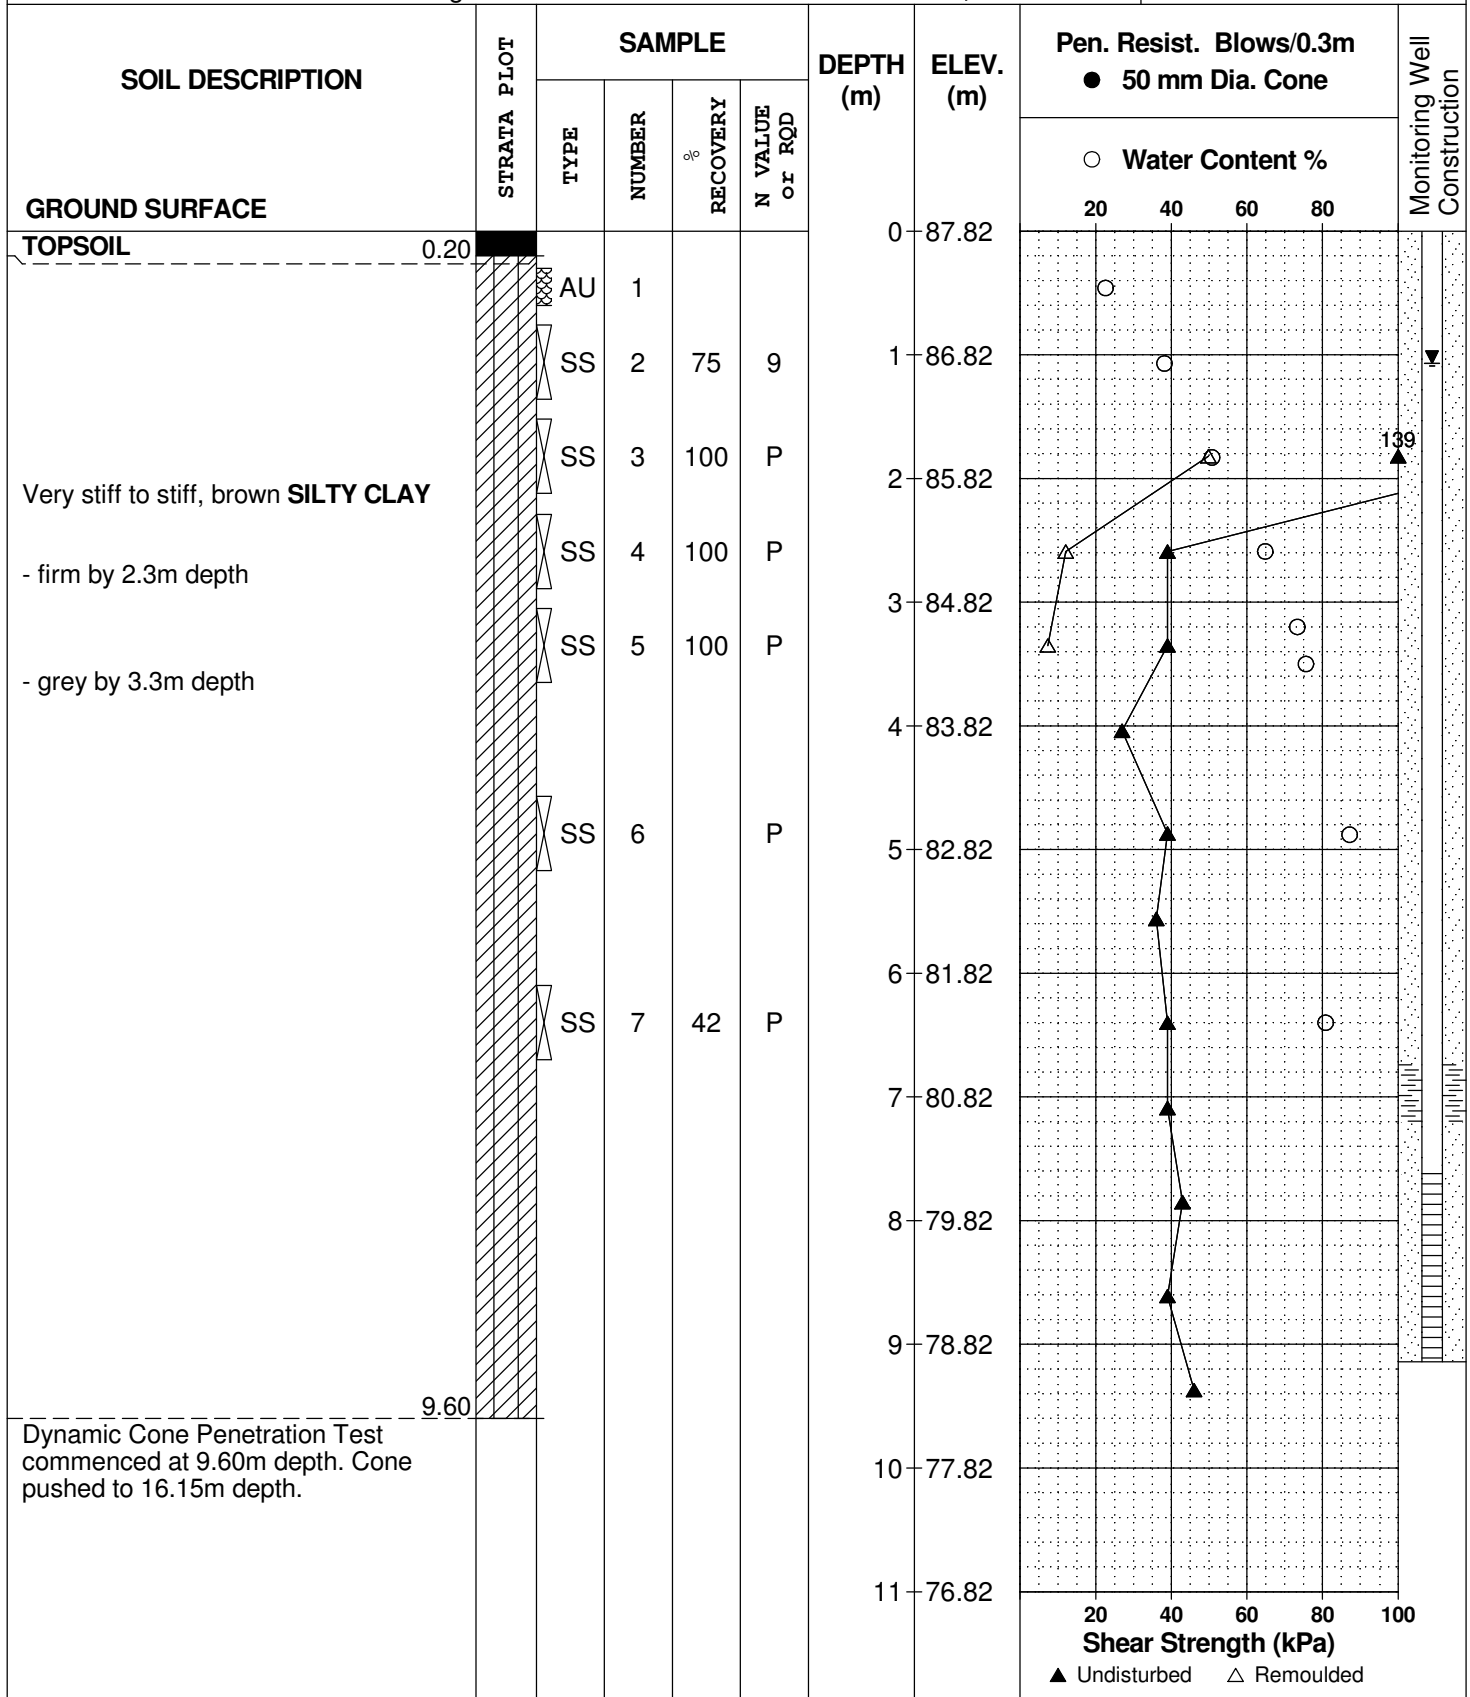 SOIL DESCRIPTION
GROUND SURFACE
STRATA PLOT
SAMPLE
TYPE
NUMBER
% RECOVERY
N VALUE or RQD
DEPTH (m)
ELEV. (m)
Pen. Resist. Blows/0.3m
● 50 mm Dia. Cone
○ Water Content %
20 40 60 80
Monitoring Well Construction
TOPSOIL 0.20
0 87.82
AU 1
SS 2 75 9
1 86.82
139
SS 3 100 P
2 85.82
Very stiff to stiff, brown SILTY CLAY
SS 4 100 P
- firm by 2.3m depth
3 84.82
SS 5 100 P
- grey by 3.3m depth
4 83.82
SS 6 P
5 82.82
6 81.82
SS 7 42 P
7 80.82
8 79.82
9 78.82
9.60
Dynamic Cone Penetration Test
commenced at 9.60m depth. Cone
pushed to 16.15m depth.
10 77.82
11 76.82
20 40 60 80 100
Shear Strength (kPa)
▲ Undisturbed △ Remoulded